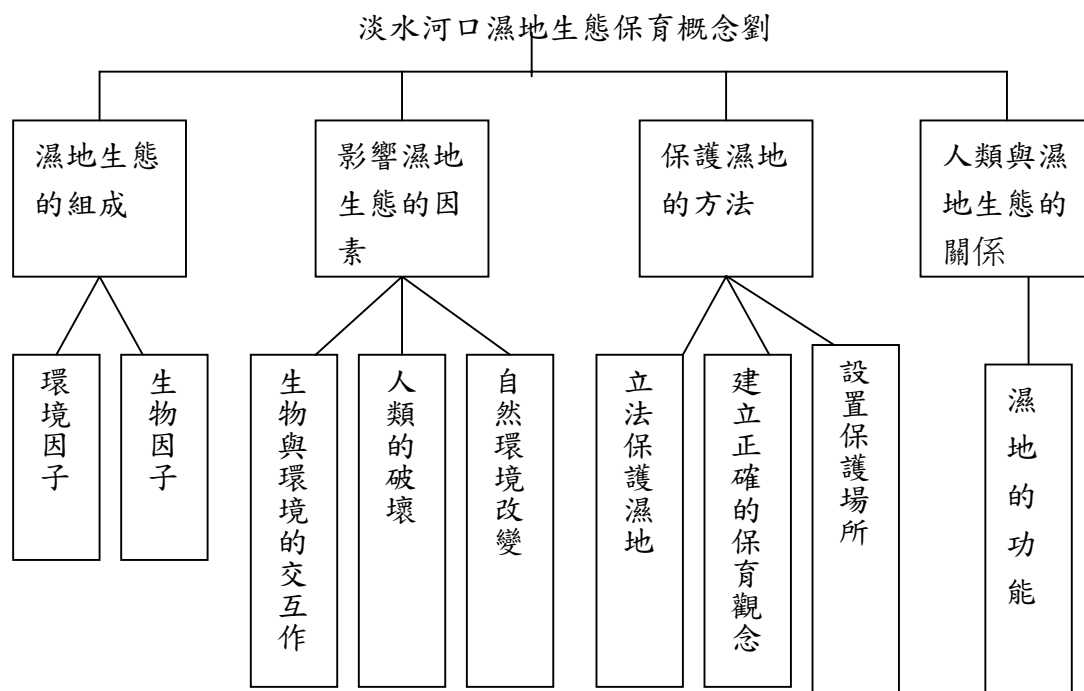 淡水河口濕地生態保育概念劉
濕地生態
的組成
影響濕地
生態的因
素
保護濕地
的方法
人類與濕
地生態的
關係
環境因子
生物因子
生物與環境的交互作
人類的破壞
自然環境改變
立法保護濕地
建立正確的保育觀念
設置保護場所
濕地的功能